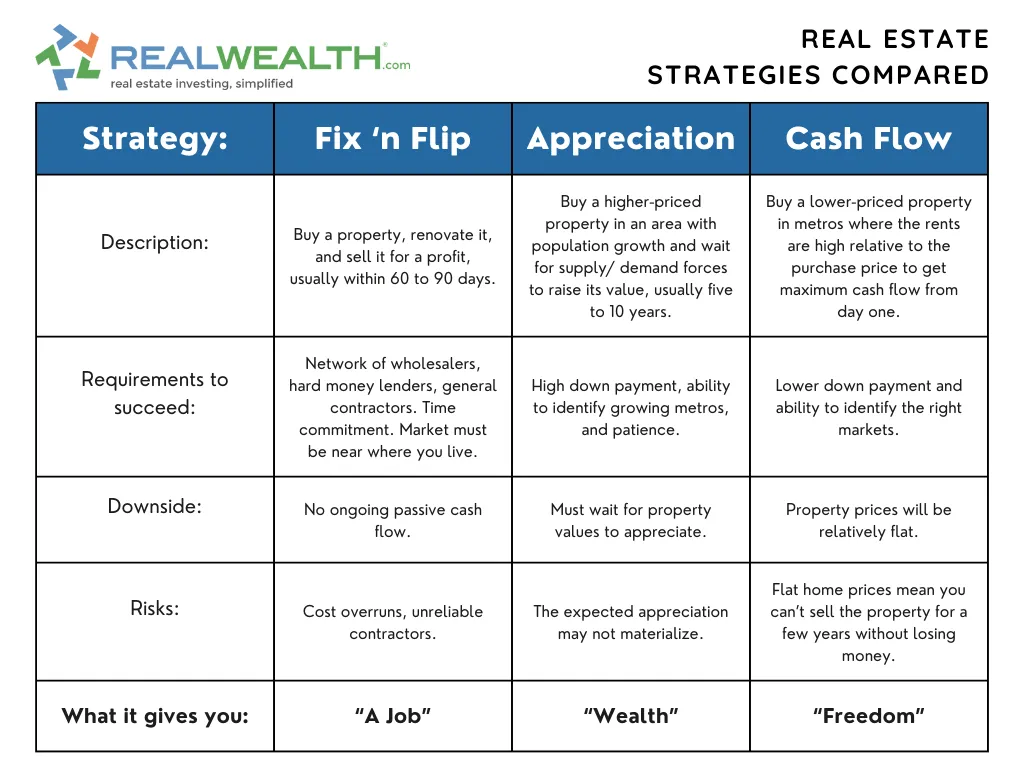 REALWEALTH®.com
real estate investing, simplified
REAL ESTATE
STRATEGIES COMPARED
Strategy:
Fix ‘n Flip
Appreciation
Cash Flow
Description:
Buy a property, renovate it,
and sell it for a profit,
usually within 60 to 90 days.
Buy a higher-priced
property in an area with
population growth and wait
for supply/ demand forces
to raise its value, usually five
to 10 years.
Buy a lower-priced property
in metros where the rents
are high relative to the
purchase price to get
maximum cash flow from
day one.
Requirements to
succeed:
Network of wholesalers,
hard money lenders, general
contractors. Time
commitment. Market must
be near where you live.
High down payment, ability
to identify growing metros,
and patience.
Lower down payment and
ability to identify the right
markets.
Downside:
No ongoing passive cash
flow.
Must wait for property
values to appreciate.
Property prices will be
relatively flat.
Risks:
Cost overruns, unreliable
contractors.
The expected appreciation
may not materialize.
Flat home prices mean you
can’t sell the property for a
few years without losing
money.
What it gives you:
“A Job”
“Wealth”
“Freedom”